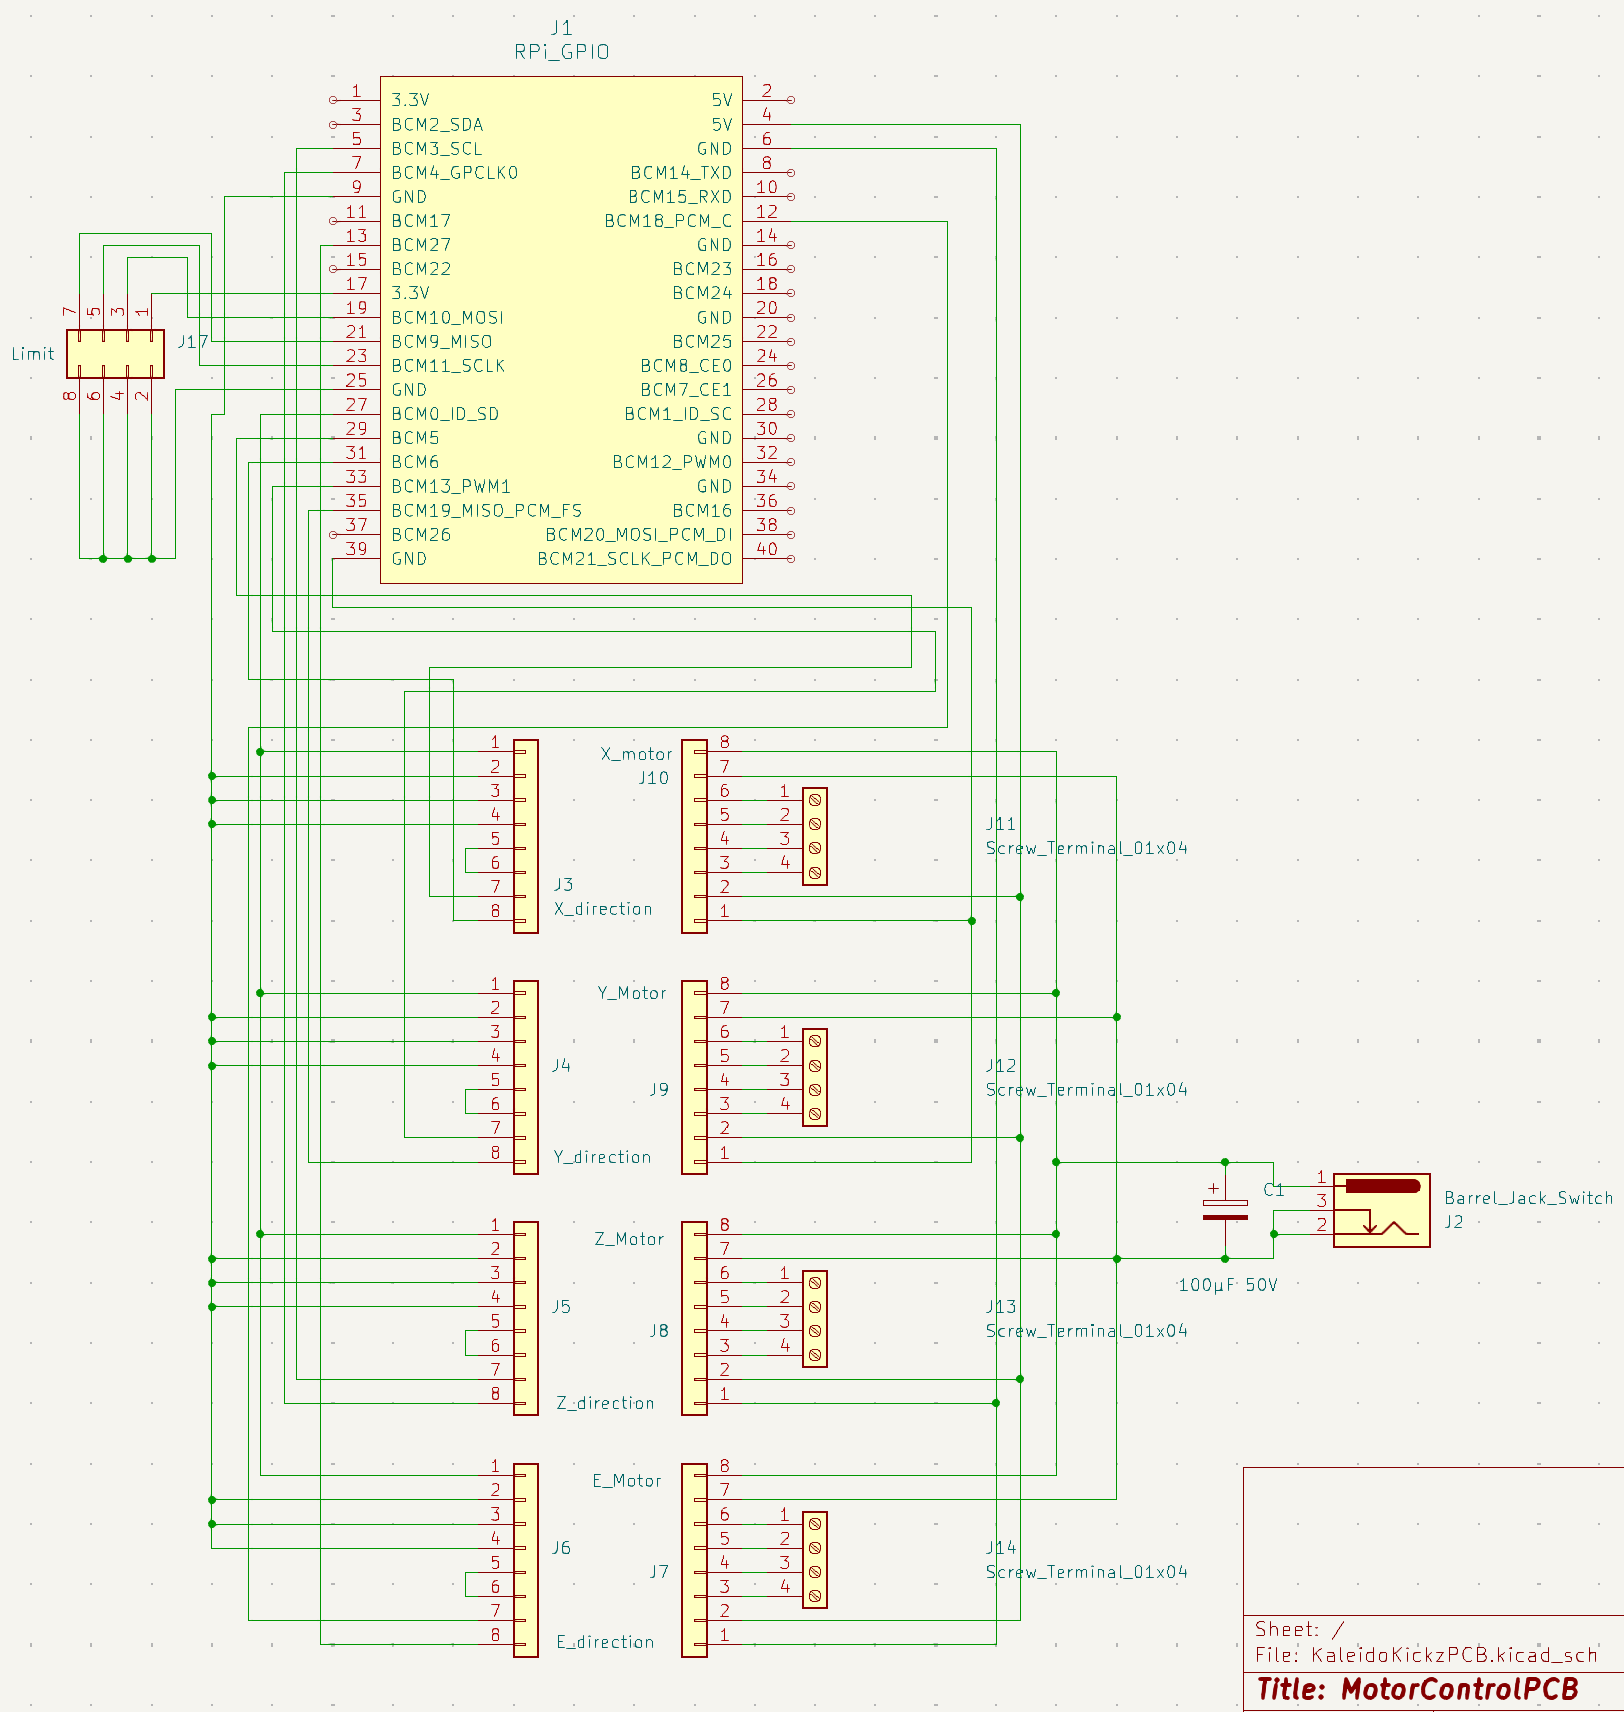 J1
RPi_GPIO
1 3.3V 5V 2
3 BCM2_SDA 5V 4
5 BCM3_SCL GND 6
7 BCM4_GPCLK0 BCM14_TXD 8
9 GND BCM15_RXD 10
11 BCM17 BCM18_PCM_C 12
13 BCM27 GND 14
15 BCM22 BCM23 16
17 3.3V BCM24 18
19 BCM10_MOSI GND 20
21 BCM9_MISO BCM25 22
23 BCM11_SCLK BCM8_CE0 24
25 GND BCM7_CE1 26
27 BCM0_ID_SD BCM1_ID_SC 28
29 BCM5 GND 30
31 BCM6 BCM12_PWM0 32
33 BCM13_PWM1 GND 34
35 BCM19_MISO_PCM_FS BCM16 36
37 BCM26 BCM20_MOSI_PCM_DI 38
39 GND BCM21_SCLK_PCM_DO 40
7 5 3 1
J17
Limit
8 6 4 2
1
2
3
4
5
6
7
8
J3
X_direction
X_motor
J10
8
7
6 1
5 2
4 3
3 4
2
1
J11
Screw_Terminal_01x04
1
2
3
4
5
6
7
8
J4
Y_direction
Y_Motor
J9
8
7
6 1
5 2
4 3
3 4
2
1
J12
Screw_Terminal_01x04
1
2
3
4
5
6
7
8
J5
Z_direction
Z_Motor
J8
8
7
6 1
5 2
4 3
3 4
2
1
J13
Screw_Terminal_01x04
+
C1
100µF 50V
1
3
2
Barrel_Jack_Switch
J2
1
2
3
4
5
6
7
8
J6
E_direction
E_Motor
J7
8
7
6 1
5 2
4 3
3 4
2
1
J14
Screw_Terminal_01x04
Sheet: /
File: KaleidoKickzPCB.kicad_sch
Title: MotorControlPCB